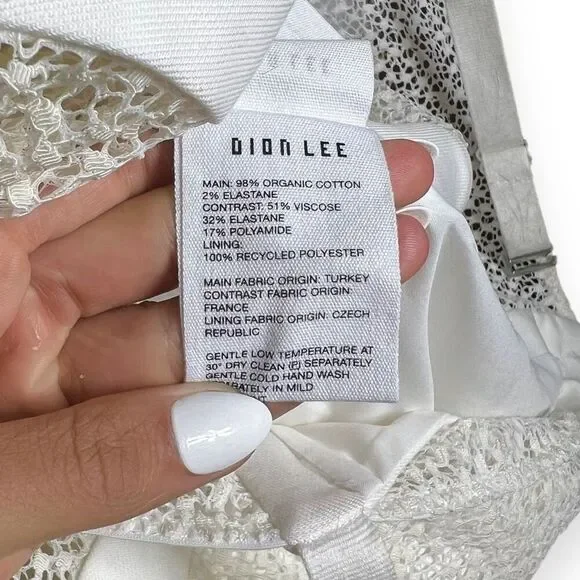 DION LEE
MAIN: 98% ORGANIC COTTON
2% ELASTANE
CONTRAST: 51% VISCOSE
32% ELASTANE
17% POLYAMIDE
LINING:
100% RECYCLED POLYESTER
MAIN FABRIC ORIGIN: TURKEY
CONTRAST FABRIC ORIGIN:
FRANCE
LINING FABRIC ORIGIN: CZECH
REPUBLIC
GENTLE LOW TEMPERATURE AT
30° DRY CLEAN (P) SEPARATELY
GENTLE COLD HAND WASH
SEPARATELY IN MILD